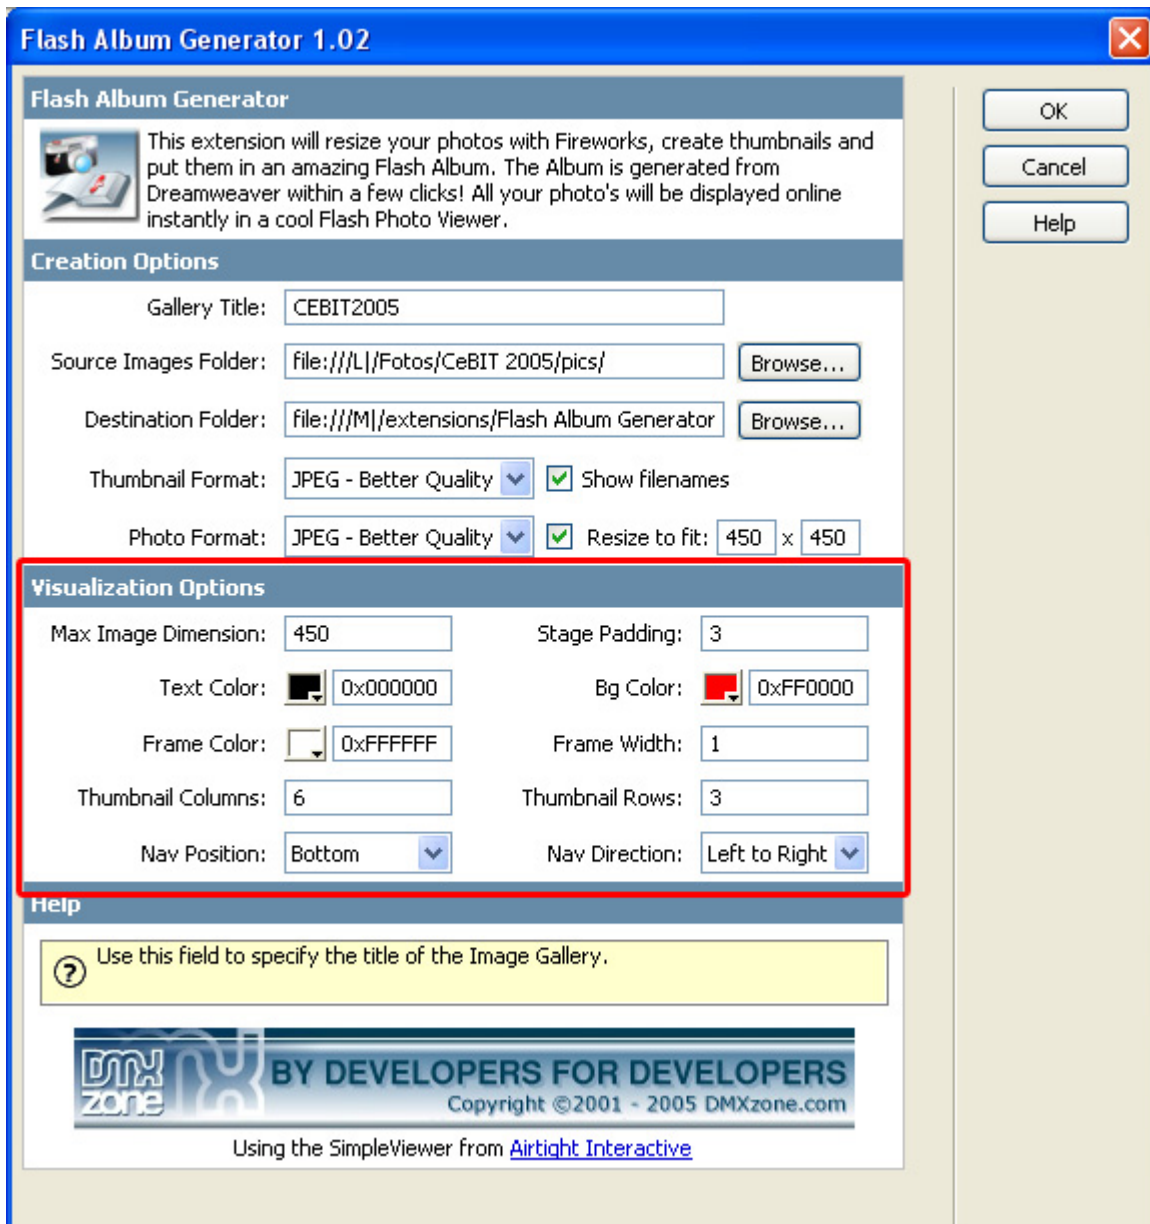 Flash Album Generator 1.02
Flash Album Generator
This extension will resize your photos with Fireworks, create thumbnails and
put them in an amazing Flash Album. The Album is generated from
Dreamweaver within a few clicks! All your photo's will be displayed online
instantly in a cool Flash Photo Viewer.
OK
Cancel
Help
Creation Options
Gallery Title: CEBIT2005
Source Images Folder: file:///L|/Fotos/CeBIT 2005/pics/ Browse...
Destination Folder: file:///M|/extensions/Flash Album Generator Browse...
Thumbnail Format: JPEG - Better Quality Show filenames
Photo Format: JPEG - Better Quality Resize to fit: 450 x 450
Visualization Options
Max Image Dimension: 450 Stage Padding: 3
Text Color: 0x000000 Bg Color: 0xFF0000
Frame Color: 0xFFFFFF Frame Width: 1
Thumbnail Columns: 6 Thumbnail Rows: 3
Nav Position: Bottom Nav Direction: Left to Right
Help
? Use this field to specify the title of the Image Gallery.
DMX zone BY DEVELOPERS FOR DEVELOPERS
Copyright ©2001 - 2005 DMXzone.com
Using the SimpleViewer from Airtight Interactive